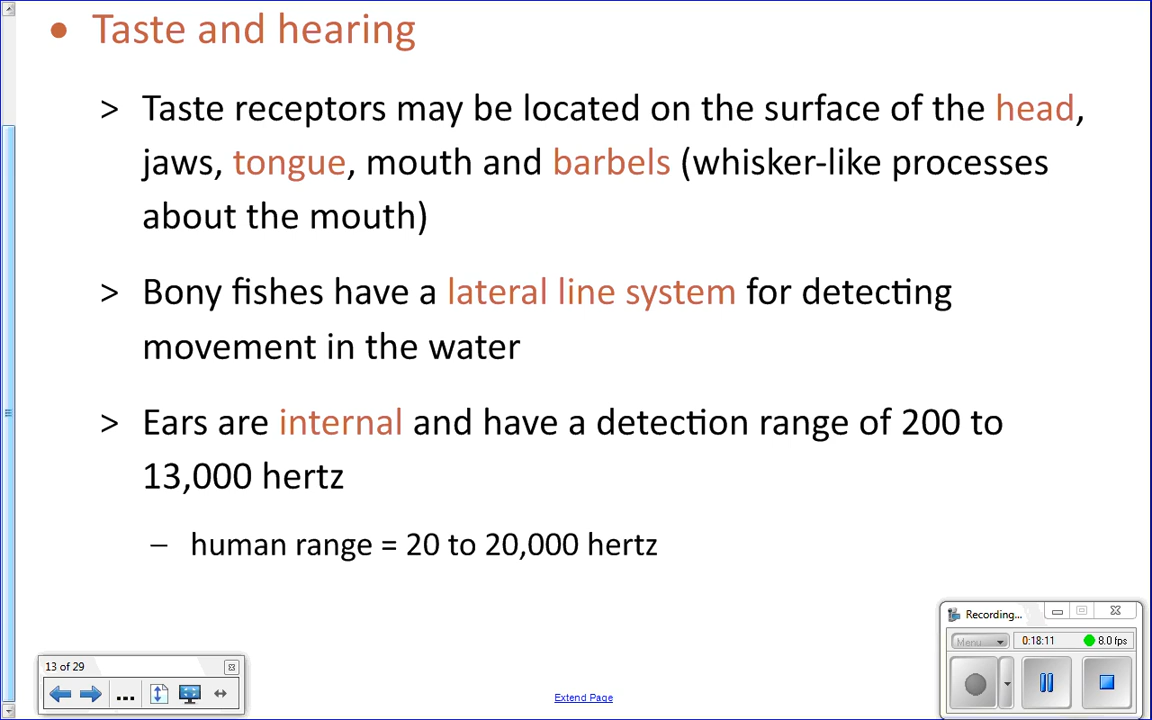 • Taste and hearing
> Taste receptors may be located on the surface of the head,
jaws, tongue, mouth and barbels (whisker-like processes
about the mouth)
> Bony fishes have a lateral line system for detecting
movement in the water
> Ears are internal and have a detection range of 200 to
13,000 hertz
– human range = 20 to 20,000 hertz
Recording...
Menu
0:18:11
8.0 fps
13 of 29
...
Extend Page